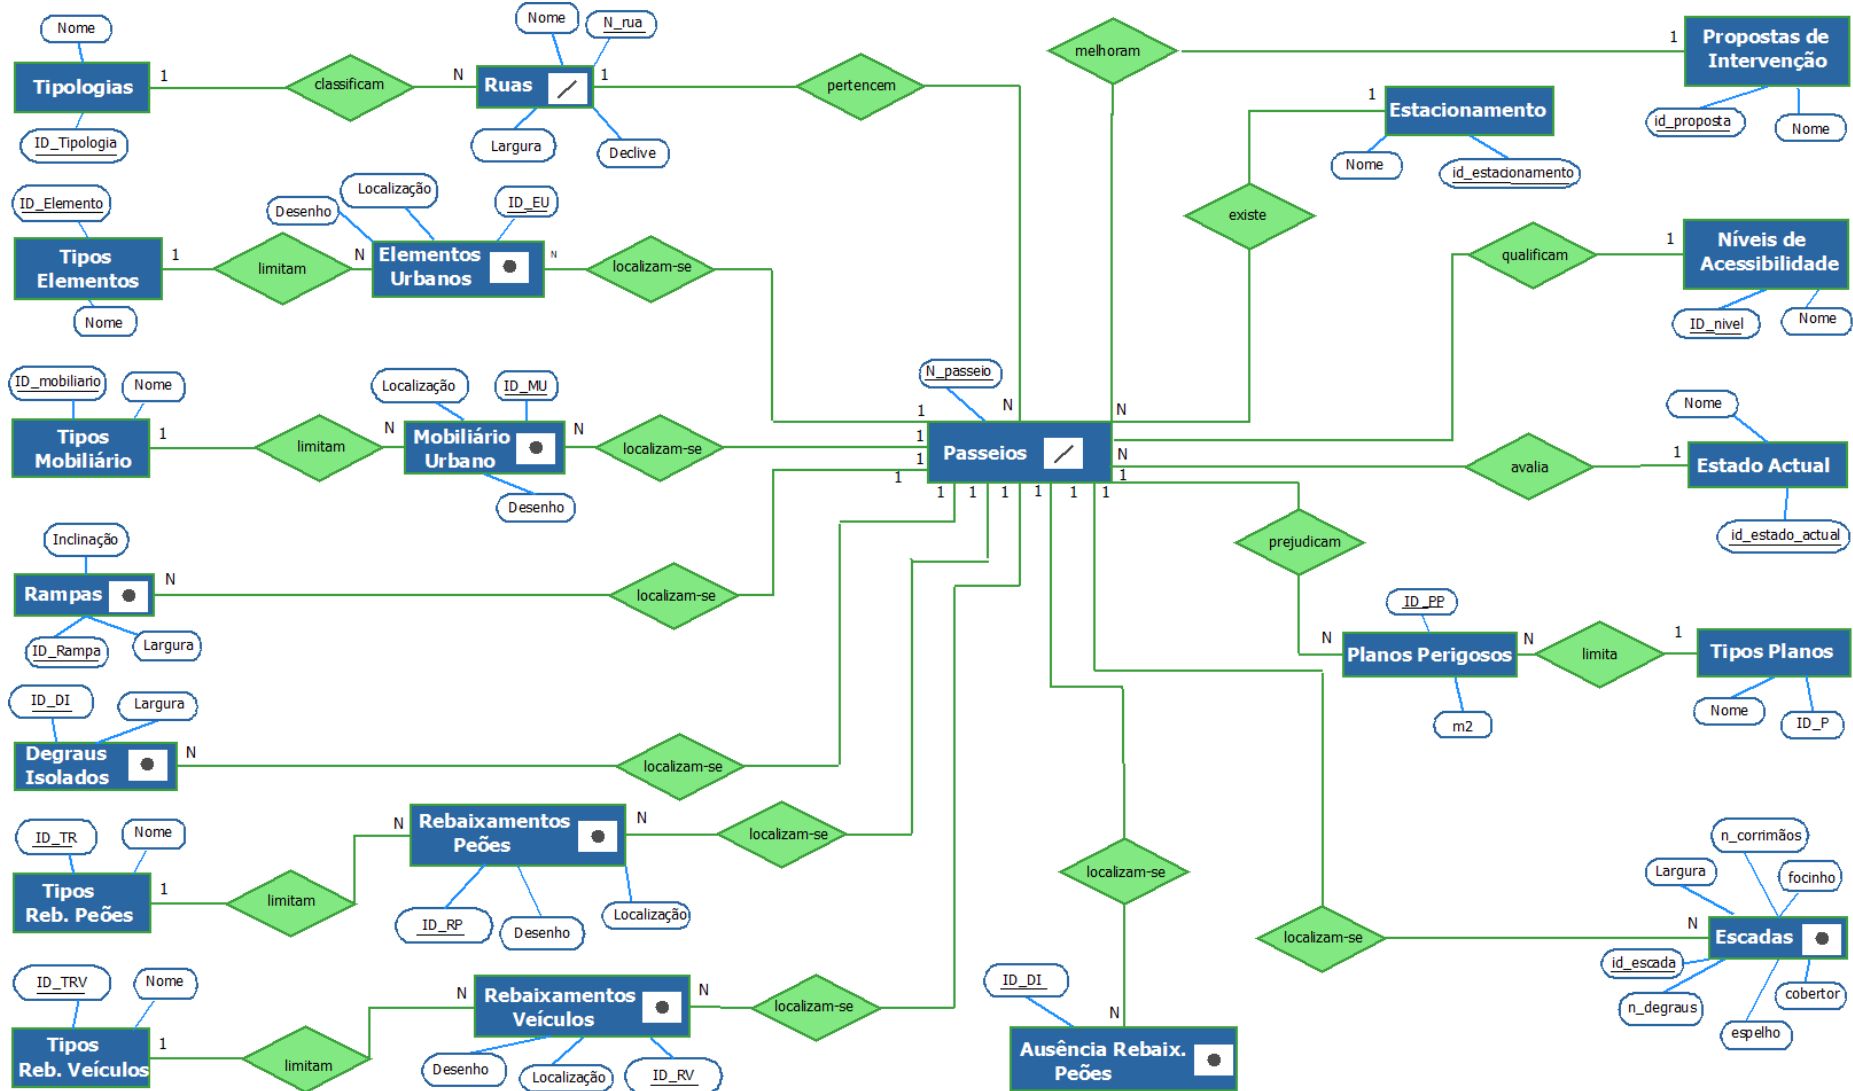 Nome
Nome
N_rua
melhoram
1
Propostas de
Intervenção
Tipologias
1
classificam
N
Ruas
1
pertencem
1
Estacionamento
id_proposta
Nome
ID_Tipologia
Largura
Declive
Nome
id_estacionamento
ID_Elemento
Desenho
Localização
ID_EU
existe
Tipos
Elementos
1
limitam
N
Elementos
Urbanos
N
localizam-se
qualificam
1
Níveis de
Acessibilidade
Nome
ID_nivel
Nome
ID_mobiliario
Nome
Localização
ID_MU
N_passeio
Nome
Tipos
Mobiliário
1
limitam
N
Mobiliário
Urbano
N
localizam-se
1
1
1
1
N
N
Passeios
N
1
avalia
1
Estado Actual
Desenho
1
1
1
1
1
1
id_estado_actual
Inclinação
prejudicam
Rampas
N
localizam-se
ID_Rampa
Largura
ID_PP
N
Planos Perigosos
N
limita
1
Tipos Planos
ID_DI
Largura
m2
Nome
ID_P
Degraus
Isolados
N
localizam-se
ID_TR
Nome
N
Rebaixamentos
Peões
N
localizam-se
Tipos
Reb. Peões
1
limitam
ID_RP
Desenho
Localização
localizam-se
n_corrimãos
Largura
focinho
localizam-se
N
Escadas
id_escada
n_degraus
espelho
cobertor
ID_TRV
Nome
N
Rebaixamentos
Veículos
N
localizam-se
ID_DI
N
Tipos
Reb. Veículos
1
limitam
Desenho
Localização
ID_RV
Ausência Rebaix.
Peões